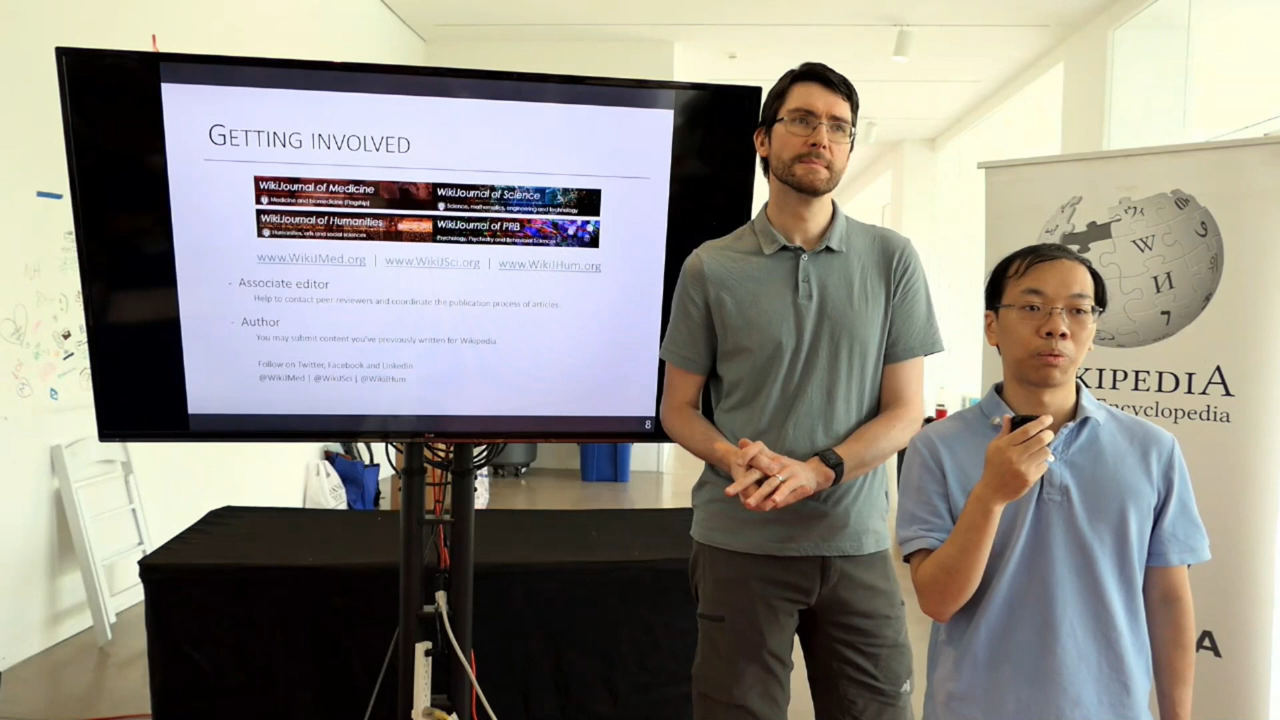 GETTING INVOLVED
WikiJournal of Medicine
Medicine and biomedicine (Flagship)
WikiJournal of Science
Science, mathematics, engineering and technology
WikiJournal of Humanities
Humanities, arts and social sciences
WikiJournal of PPB
Psychology, Psychiatry and Behavioral Sciences
www.WikiJMed.org | www.WikiJSci.org | www.WikiJHum.org
- Associate editor
Help to contact peer reviewers and coordinate the publication process of articles.
- Author
You may submit content you've previously written for Wikipedia
Follow on Twitter, Facebook and Linkedin
@WikiJMed | @WikiJSci | @WikiJHum
8
W
И
KIPEDIA
Encyclopedia
A